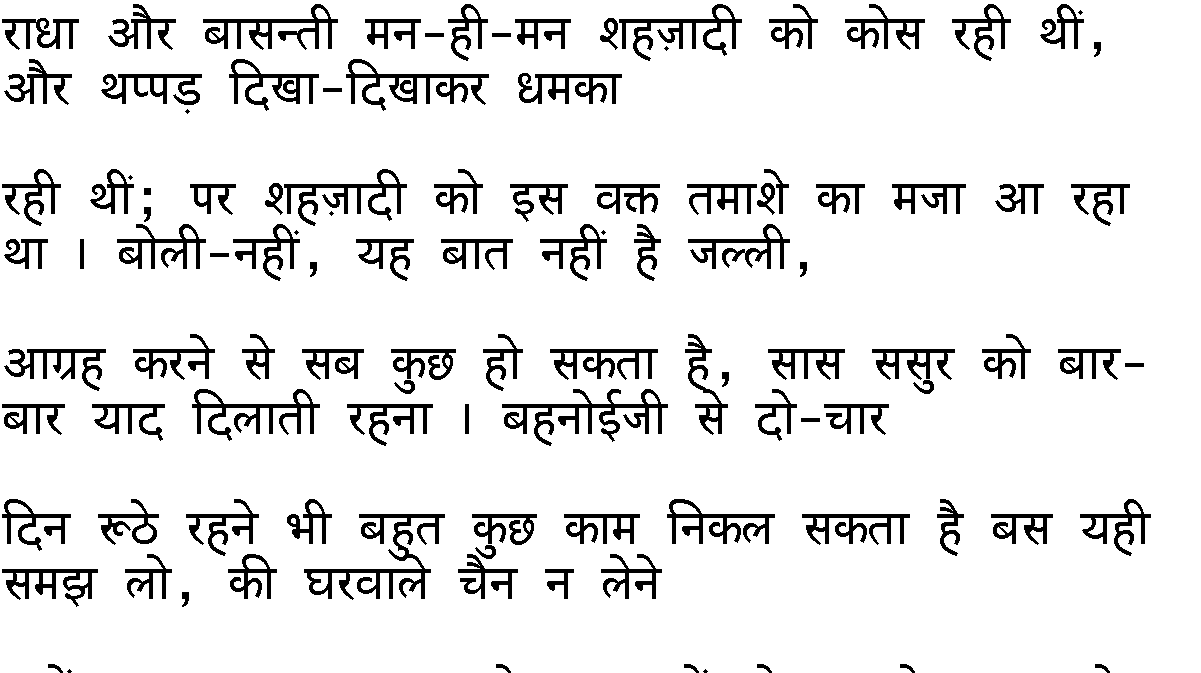 राधा और बासन्ती मन-ही-मन शहज़ादी को कोस रही थीं,
और थप्पड़ दिखा-दिखाकर धमका
रही थीं; पर शहज़ादी को इस वक्त तमाशे का मजा आ रहा
था । बोली-नहीं, यह बात नहीं है जल्ली,
आग्रह करने से सब कुछ हो सकता है, सास ससुर को बार-
बार याद दिलाती रहना । बहनोईजी से दो-चार
दिन रूठे रहने भी बहुत कुछ काम निकल सकता है बस यही
समझ लो, की घरवाले चैन न लेने